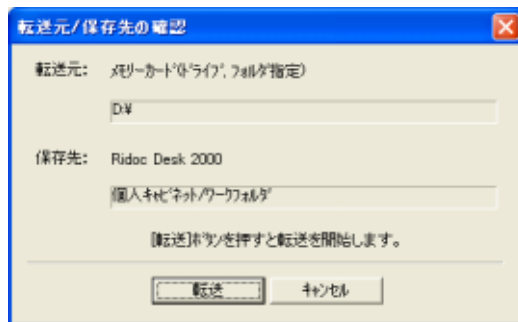 転送元/保存先の確認
転送元: ﾒﾓﾘｰｶｰﾄﾞ(ﾄﾞﾗｲﾌﾞ, ﾌｫﾙﾀﾞ指定)
D:¥
保存先: Ridoc Desk 2000
個人ｷｬﾋﾞﾈｯﾄ/ﾜｰｸﾌｫﾙﾀﾞ
[転送]ﾎﾞﾀﾝを押すと転送を開始します。
転送 ｷｬﾝｾﾙ